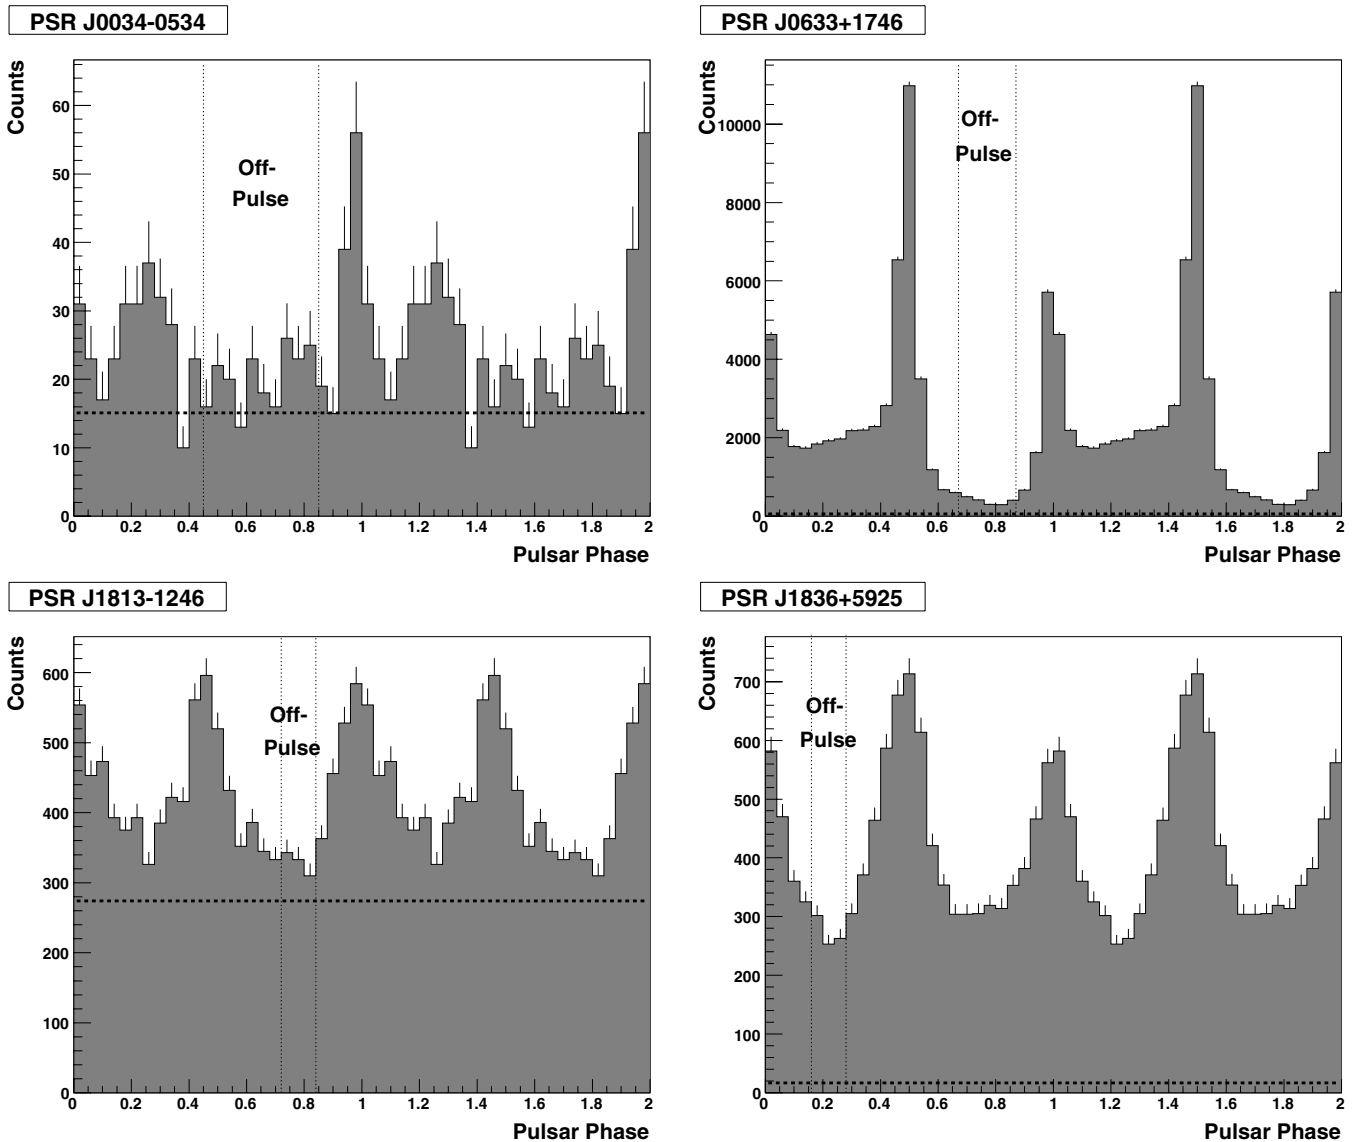 PSR J0034-0534
Counts
60
50
40
30
20
10
0
Off-
Pulse
0 0.2 0.4 0.6 0.8 1 1.2 1.4 1.6 1.8 2
Pulsar Phase
PSR J0633+1746
Counts
10000
8000
6000
4000
2000
0
Off-
Pulse
0 0.2 0.4 0.6 0.8 1 1.2 1.4 1.6 1.8 2
Pulsar Phase
PSR J1813-1246
Counts
600
500
400
300
200
100
0
Off-
Pulse
0 0.2 0.4 0.6 0.8 1 1.2 1.4 1.6 1.8 2
Pulsar Phase
PSR J1836+5925
Counts
700
600
500
400
300
200
100
0
Off-
Pulse
0 0.2 0.4 0.6 0.8 1 1.2 1.4 1.6 1.8 2
Pulsar Phase